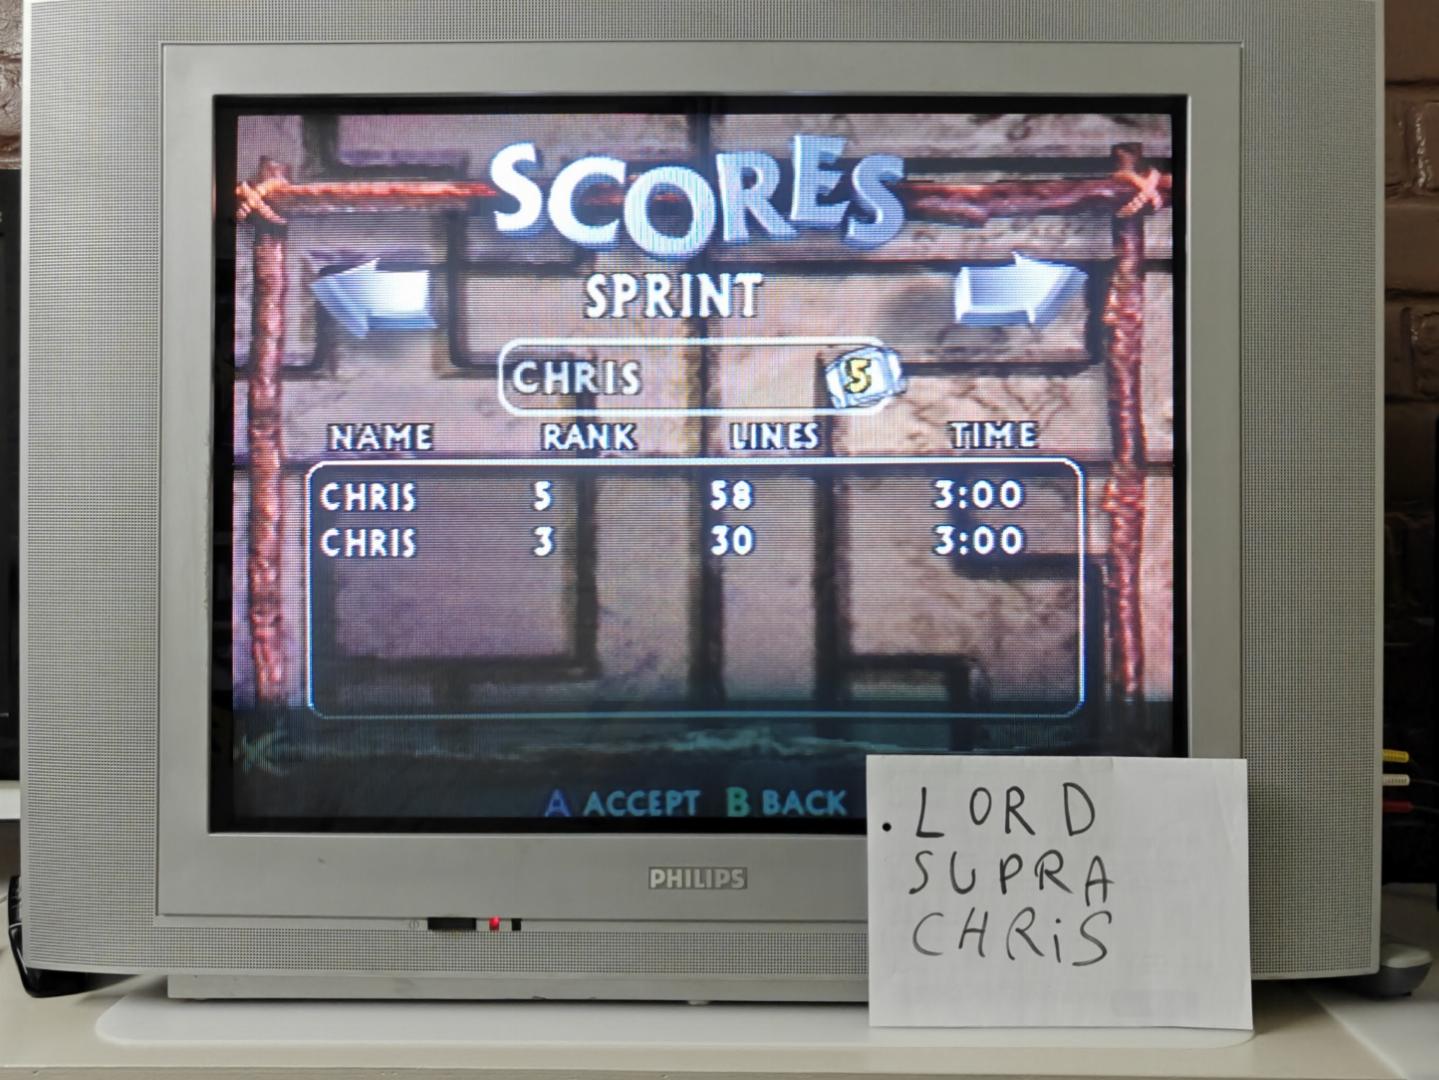 SCORES
SPRINT
CHRIS 5
NAME RANK LINES TIME
CHRIS 5 58 3:00
CHRIS 3 30 3:00
A ACCEPT B BACK
PHILIPS
. LORD
SUPRA
CHRiS